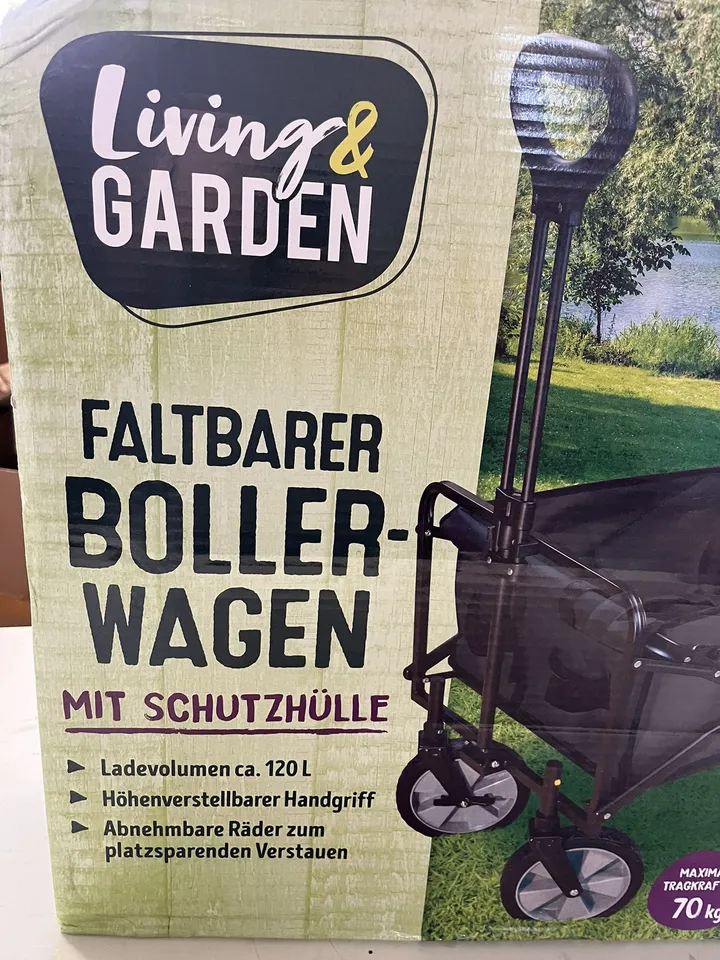 Living &
GARDEN
FALTBARER
BOLLER-
WAGEN
MIT SCHUTZHÜLLE
Ladevolumen ca. 120 L
Höhenverstellbarer Handgriff
Abnehmbare Räder zum
platzsparenden Verstauen
TRAGKRAFT
70 kg